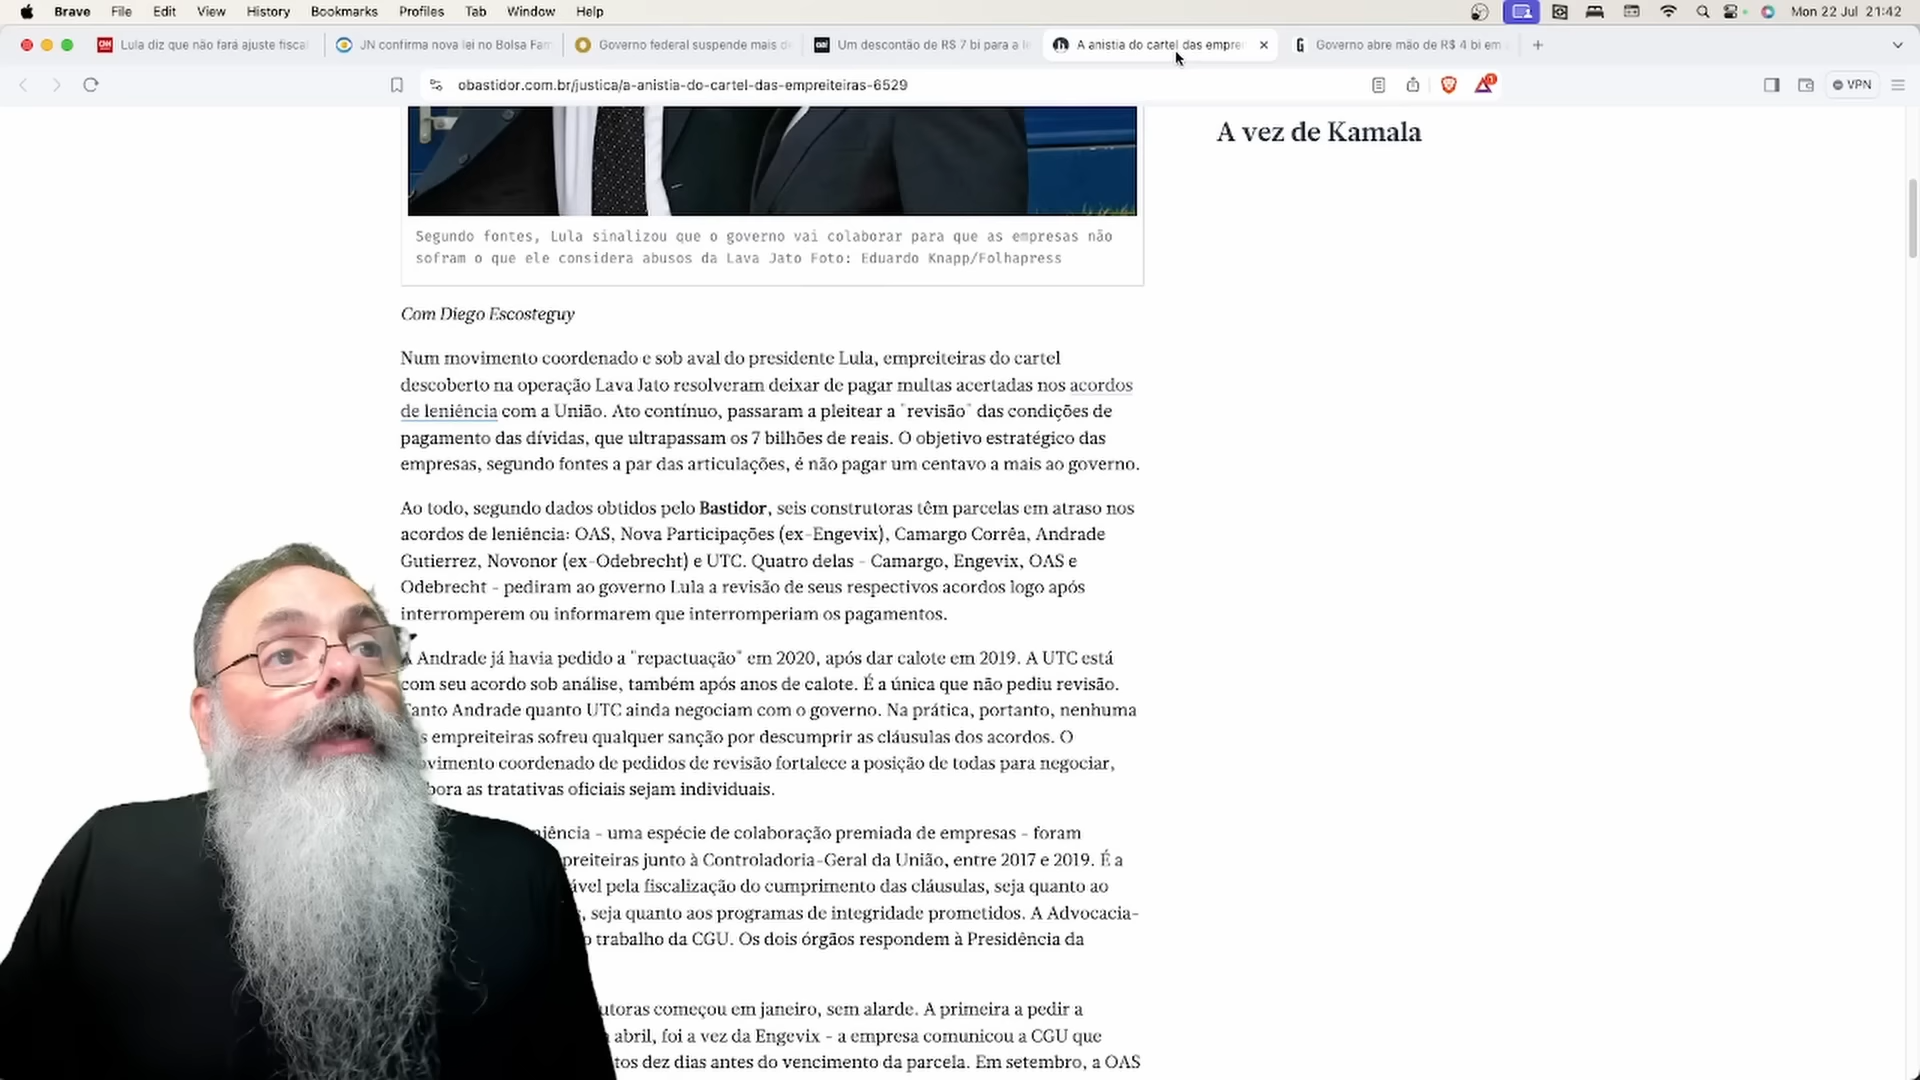 Brave File Edit View History Bookmarks Profiles Tab Window Help Mon 22 Jul 21:42
Lula diz que não fará ajuste fiscal JN confirma nova lei no Bolsa Fam Governo federal suspende mais de Um descontão de R$ 7 bi para a A anistia do cartel das emprei Governo abre mão de R$ 4 bi em
obastidor.com.br/justica/a-anistia-do-cartel-das-empreiteiras-6529 1 VPN
A vez de Kamala
Segundo fontes, Lula sinalizou que o governo vai colaborar para que as empresas não
sofram o que ele considera abusos da Lava Jato Foto: Eduardo Knapp/Folhapress
Com Diego Escosteguy
Num movimento coordenado e sob aval do presidente Lula, empreiteiras do cartel
descoberto na operação Lava Jato resolveram deixar de pagar multas acertadas nos acordos
de leniência com a União. Ato contínuo, passaram a pleitear a "revisão" das condições de
pagamento das dívidas, que ultrapassam os 7 bilhões de reais. O objetivo estratégico das
empresas, segundo fontes a par das articulações, é não pagar um centavo a mais ao governo.
Ao todo, segundo dados obtidos pelo Bastidor, seis construtoras têm parcelas em atraso nos
acordos de leniência: OAS, Nova Participações (ex-Engevix), Camargo Corrêa, Andrade
Gutierrez, Novonor (ex-Odebrecht) e UTC. Quatro delas - Camargo, Engevix, OAS e
Odebrecht - pediram ao governo Lula a revisão de seus respectivos acordos logo após
interromperem ou informarem que interromperiam os pagamentos.
A Andrade já havia pedido a "repactuação" em 2020, após dar calote em 2019. A UTC está
com seu acordo sob análise, também após anos de calote. É a única que não pediu revisão.
Tanto Andrade quanto UTC ainda negociam com o governo. Na prática, portanto, nenhuma
empreiteiras sofreu qualquer sanção por descumprir as cláusulas dos acordos. O
movimento coordenado de pedidos de revisão fortalece a posição de todas para negociar,
as tratativas oficiais sejam individuais.
- uma espécie de colaboração premiada de empresas - foram
junto à Controladoria-Geral da União, entre 2017 e 2019. É a
pela fiscalização do cumprimento das cláusulas, seja quanto ao
seja quanto aos programas de integridade prometidos. A Advocacia-
trabalho da CGU. Os dois órgãos respondem à Presidência da
começou em janeiro, sem alarde. A primeira a pedir a
abril, foi a vez da Engevix - a empresa comunicou a CGU que
dez dias antes do vencimento da parcela. Em setembro, a OAS